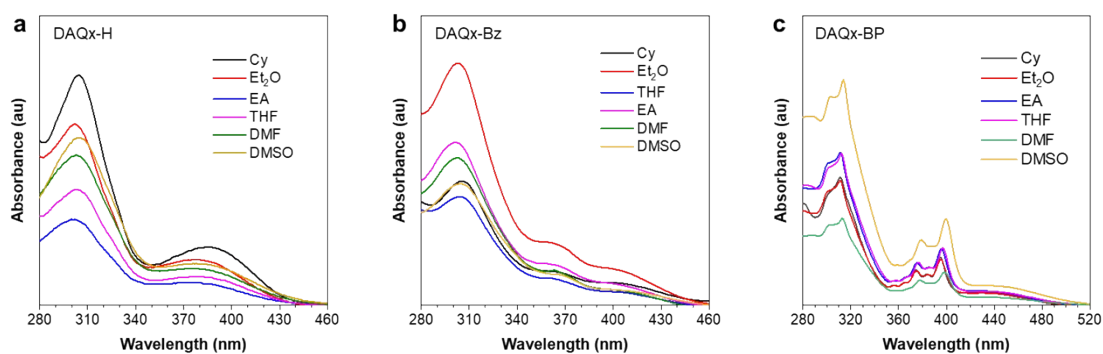 a
DAQx-H
Cy
Et₂O
EA
THF
DMF
DMSO
Absorbance (au)
280 310 340 370 400 430 460
Wavelength (nm)
b
DAQx-Bz
Cy
Et₂O
THF
EA
DMF
DMSO
Absorbance (au)
280 310 340 370 400 430 460
Wavelength (nm)
c
DAQx-BP
Cy
Et₂O
EA
THF
DMF
DMSO
Absorbance (au)
280 320 360 400 440 480 520
Wavelength (nm)